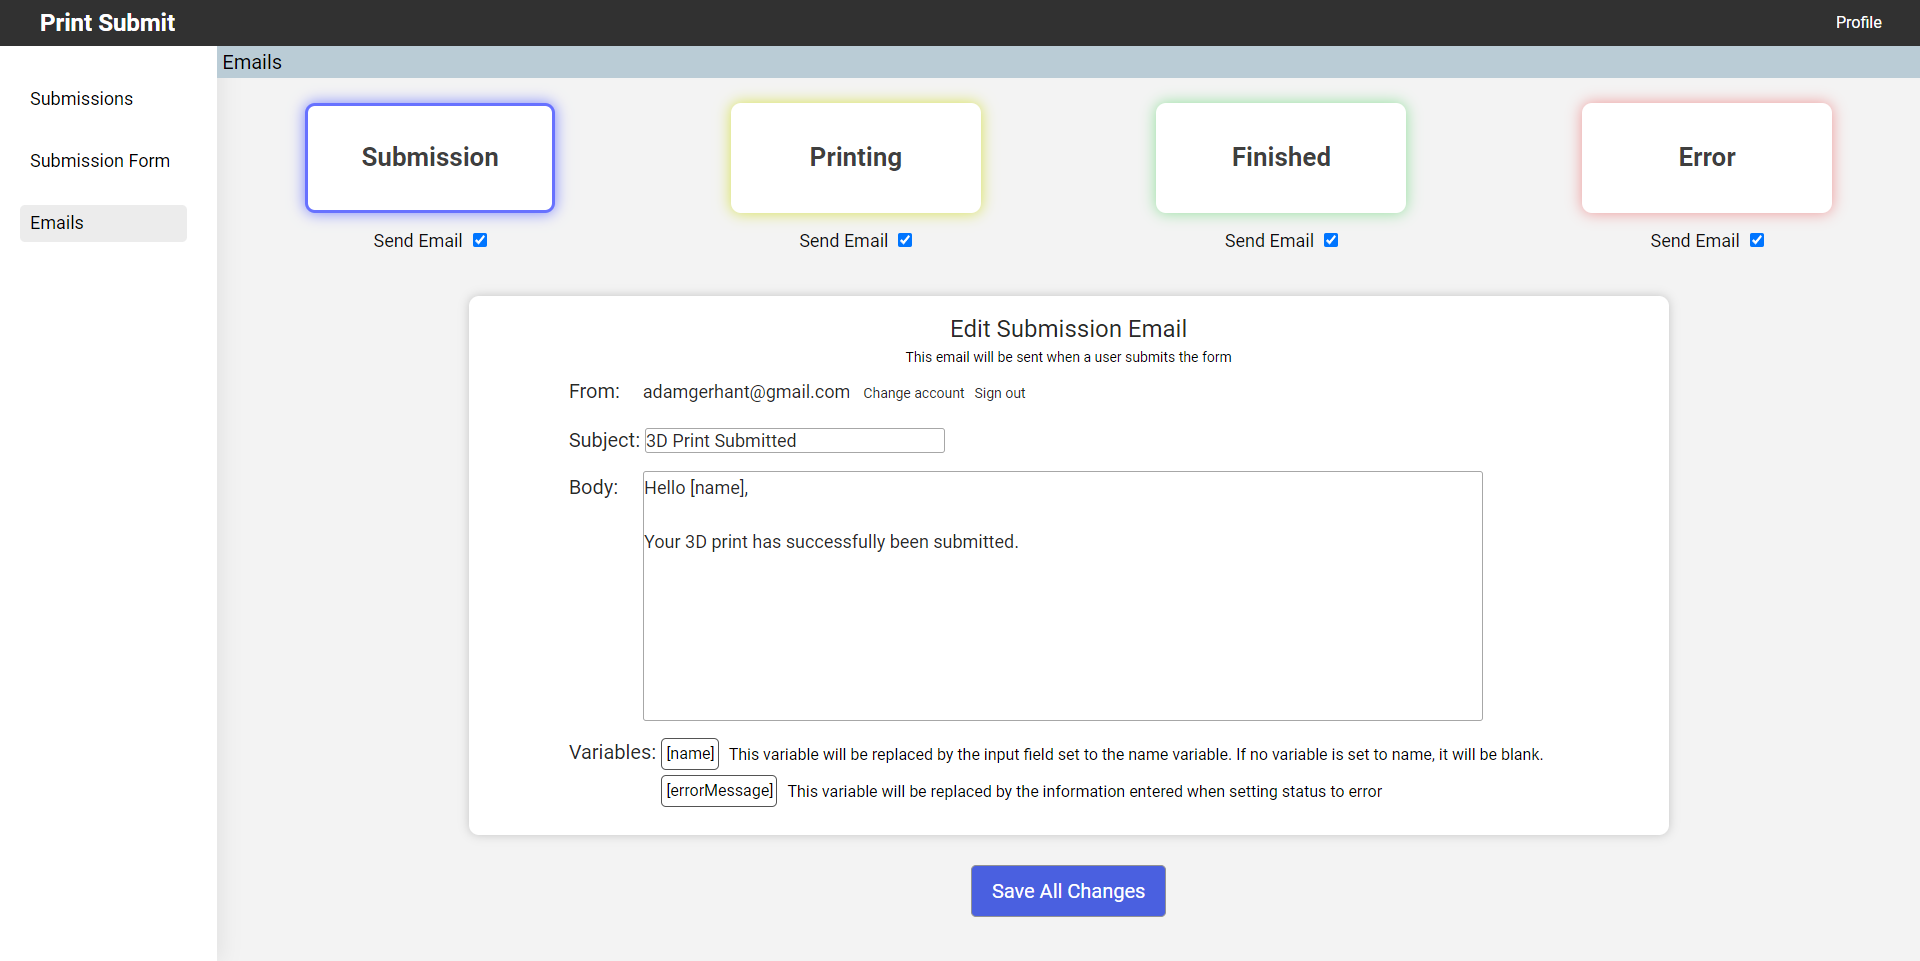 Print Submit
Profile
Emails
Submissions
Submission Form
Emails
Submission
Printing
Finished
Error
Send Email
Send Email
Send Email
Send Email
Edit Submission Email
This email will be sent when a user submits the form
From: adamgerhant@gmail.com Change account Sign out
Subject: 3D Print Submitted
Body: Hello [name],
Your 3D print has successfully been submitted.
Variables: [name] This variable will be replaced by the input field set to the name variable. If no variable is set to name, it will be blank.
[errorMessage] This variable will be replaced by the information entered when setting status to error
Save All Changes